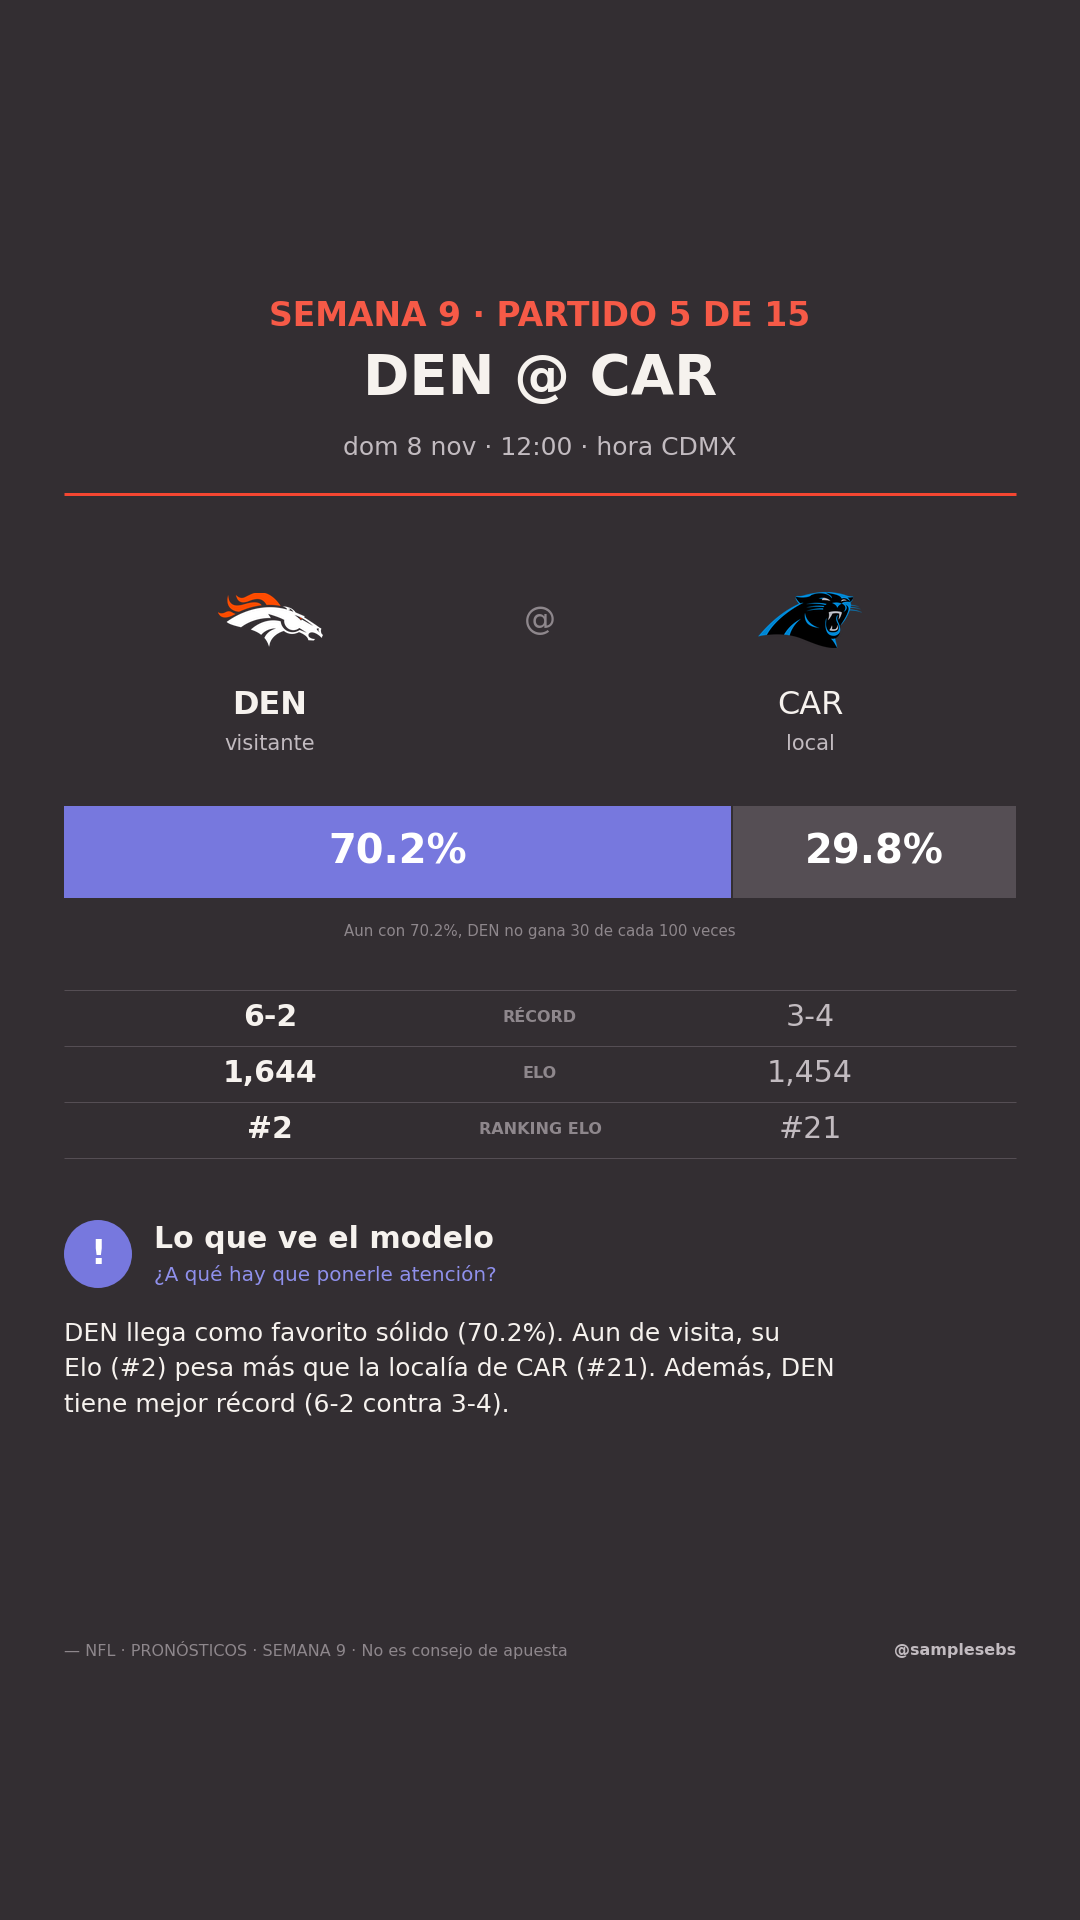 SEMANA 9 · PARTIDO 5 DE 15
DEN @ CAR
dom 8 nov · 12:00 · hora CDMX
@
DEN
CAR
visitante
local
70.2%
29.8%
Aun con 70.2%, DEN no gana 30 de cada 100 veces
6-2 RÉCORD 3-4
1,644 ELO 1,454
#2 RANKING ELO #21
!
Lo que ve el modelo
¿A qué hay que ponerle atención?
DEN llega como favorito sólido (70.2%). Aun de visita, su
Elo (#2) pesa más que la localía de CAR (#21). Además, DEN
tiene mejor récord (6-2 contra 3-4).
— NFL · PRONÓSTICOS · SEMANA 9 · No es consejo de apuesta
@samplesebs